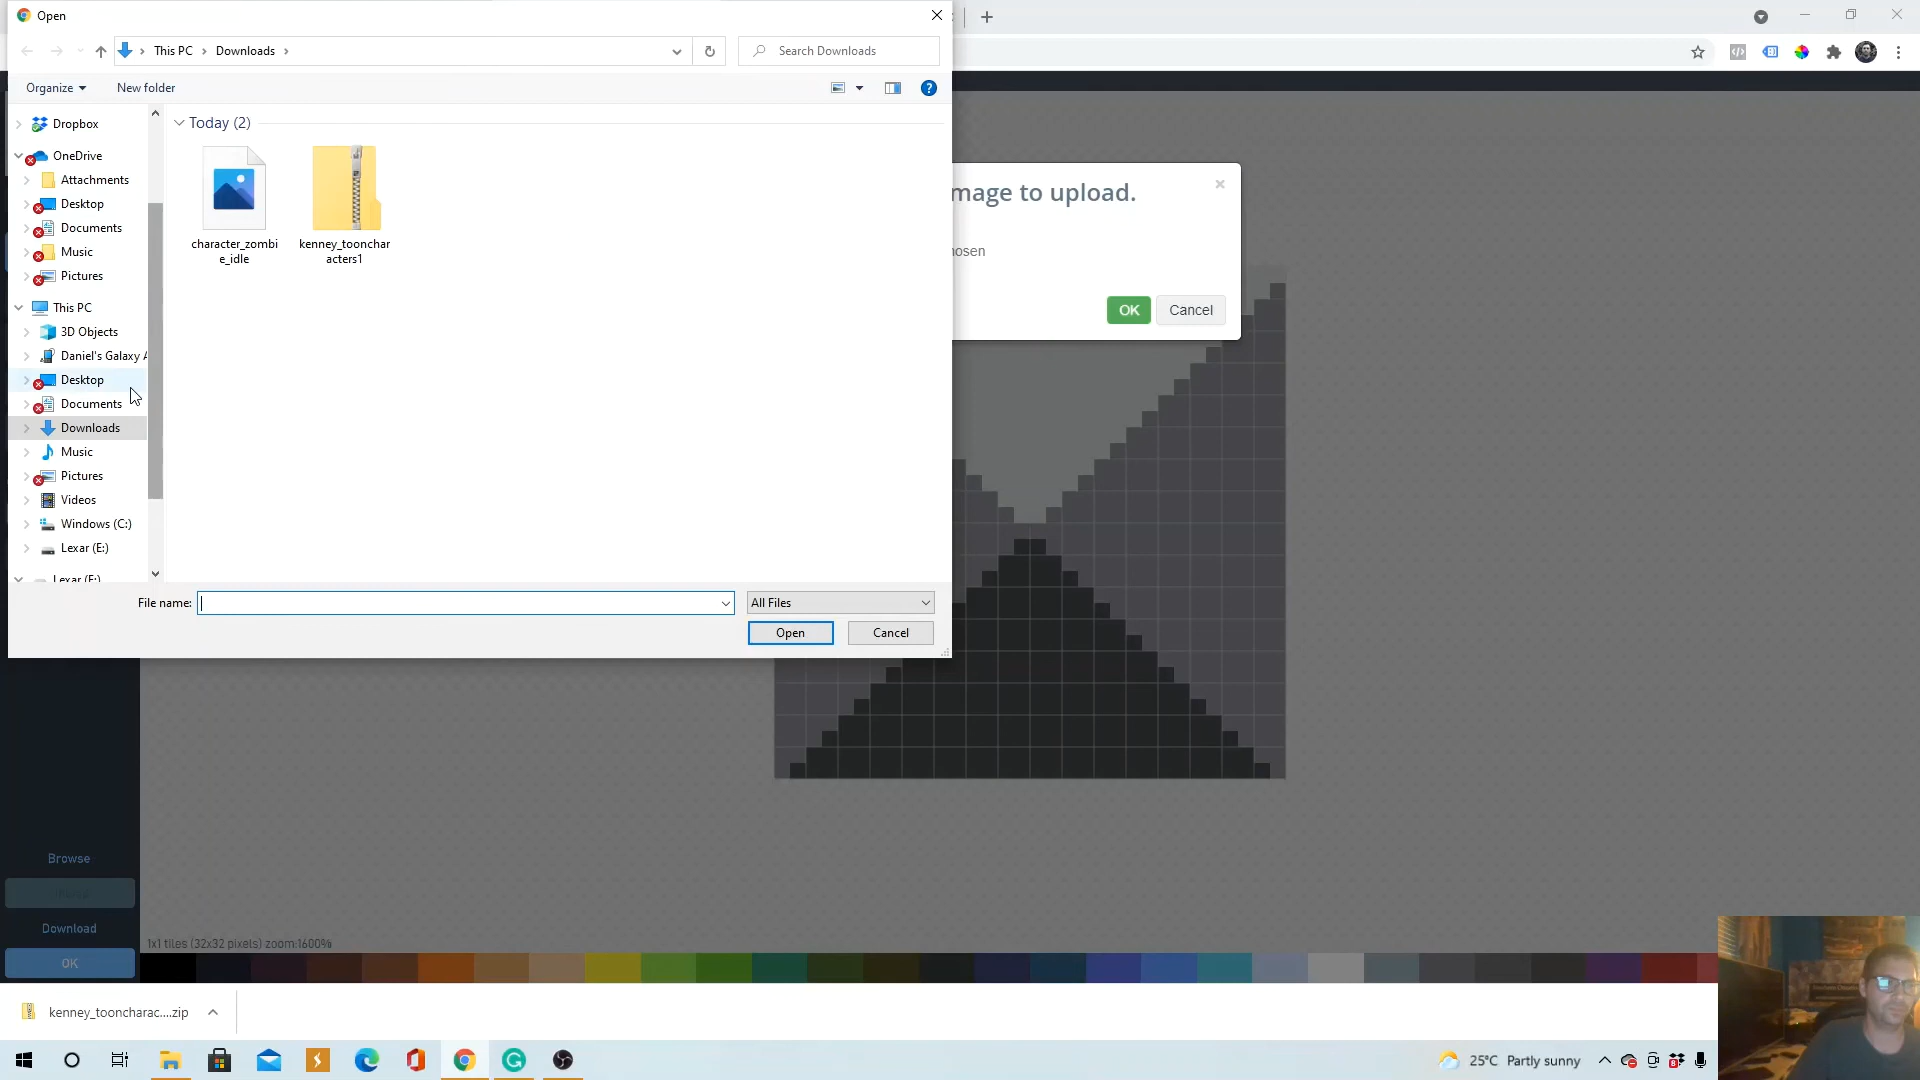 Open
This PC
Downloads
Search Downloads
Organize
New folder
Dropbox
OneDrive
Attachments
Desktop
Documents
Music
Pictures
This PC
3D Objects
Daniel's Galaxy
Desktop
Documents
Downloads
Music
Pictures
Videos
Windows (C:)
Lexar (E:)
Lexar (E:)
Today (2)
character_zombi
e_idle
kenney_toonchar
acters1
File name:
All Files
Open
Cancel
mage to upload.
hosen
OK
Cancel
Browse
Download
OK
1x1 tiles (32x32 pixels) zoom:1600%
kenney_tooncharac....zip
25°C Partly sunny